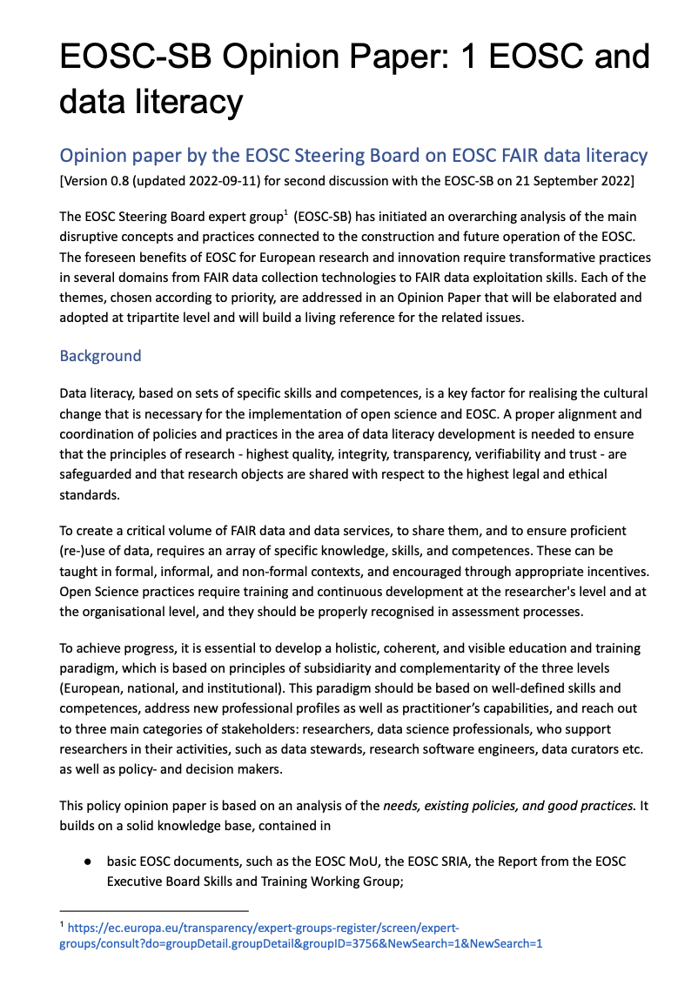 EOSC-SB Opinion Paper: 1 EOSC and
data literacy
Opinion paper by the EOSC Steering Board on EOSC FAIR data literacy
[Version 0.8 (updated 2022-09-11) for second discussion with the EOSC-SB on 21 September 2022]
The EOSC Steering Board expert group1 (EOSC-SB) has initiated an overarching analysis of the main
disruptive concepts and practices connected to the construction and future operation of the EOSC.
The foreseen benefits of EOSC for European research and innovation require transformative practices
in several domains from FAIR data collection technologies to FAIR data exploitation skills. Each of the
themes, chosen according to priority, are addressed in an Opinion Paper that will be elaborated and
adopted at tripartite level and will build a living reference for the related issues.
Background
Data literacy, based on sets of specific skills and competences, is a key factor for realising the cultural
change that is necessary for the implementation of open science and EOSC. A proper alignment and
coordination of policies and practices in the area of data literacy development is needed to ensure
that the principles of research - highest quality, integrity, transparency, verifiability and trust - are
safeguarded and that research objects are shared with respect to the highest legal and ethical
standards.
To create a critical volume of FAIR data and data services, to share them, and to ensure proficient
(re-)use of data, requires an array of specific knowledge, skills, and competences. These can be
taught in formal, informal, and non-formal contexts, and encouraged through appropriate incentives.
Open Science practices require training and continuous development at the researcher's level and at
the organisational level, and they should be properly recognised in assessment processes.
To achieve progress, it is essential to develop a holistic, coherent, and visible education and training
paradigm, which is based on principles of subsidiarity and complementarity of the three levels
(European, national, and institutional). This paradigm should be based on well-defined skills and
competences, address new professional profiles as well as practitioner’s capabilities, and reach out
to three main categories of stakeholders: researchers, data science professionals, who support
researchers in their activities, such as data stewards, research software engineers, data curators etc.
as well as policy- and decision makers.
This policy opinion paper is based on an analysis of the needs, existing policies, and good practices. It
builds on a solid knowledge base, contained in
● basic EOSC documents, such as the EOSC MoU, the EOSC SRIA, the Report from the EOSC
Executive Board Skills and Training Working Group;
1 https://ec.europa.eu/transparency/expert-groups-register/screen/expert-
groups/consult?do=groupDetail.groupDetail&groupID=3756&NewSearch=1&NewSearch=1